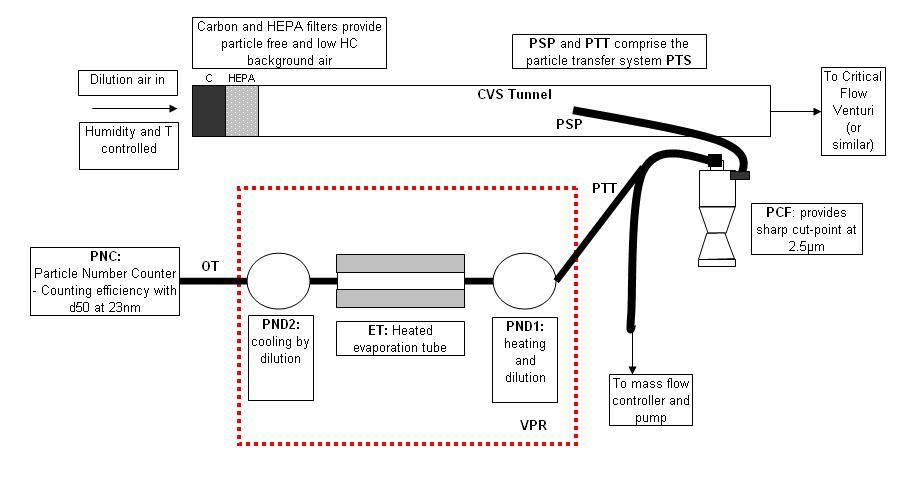 Carbon and HEPA filters provide
particle free and low HC
background air
PSP and PTT comprise the
particle transfer system PTS
Dilution air in
C
HEPA
CVS Tunnel
To Critical
Flow
Venturi
(or
similar)
PSP
Humidity and T
controlled
PTT
PCF: provides
sharp cut-point at
2.5µm
PNC:
Particle Number Counter
- Counting efficiency with
d50 at 23nm
OT
PND2:
cooling by
dilution
ET: Heated
evaporation tube
PND1:
heating
and
dilution
To mass flow
controller and
pump
VPR